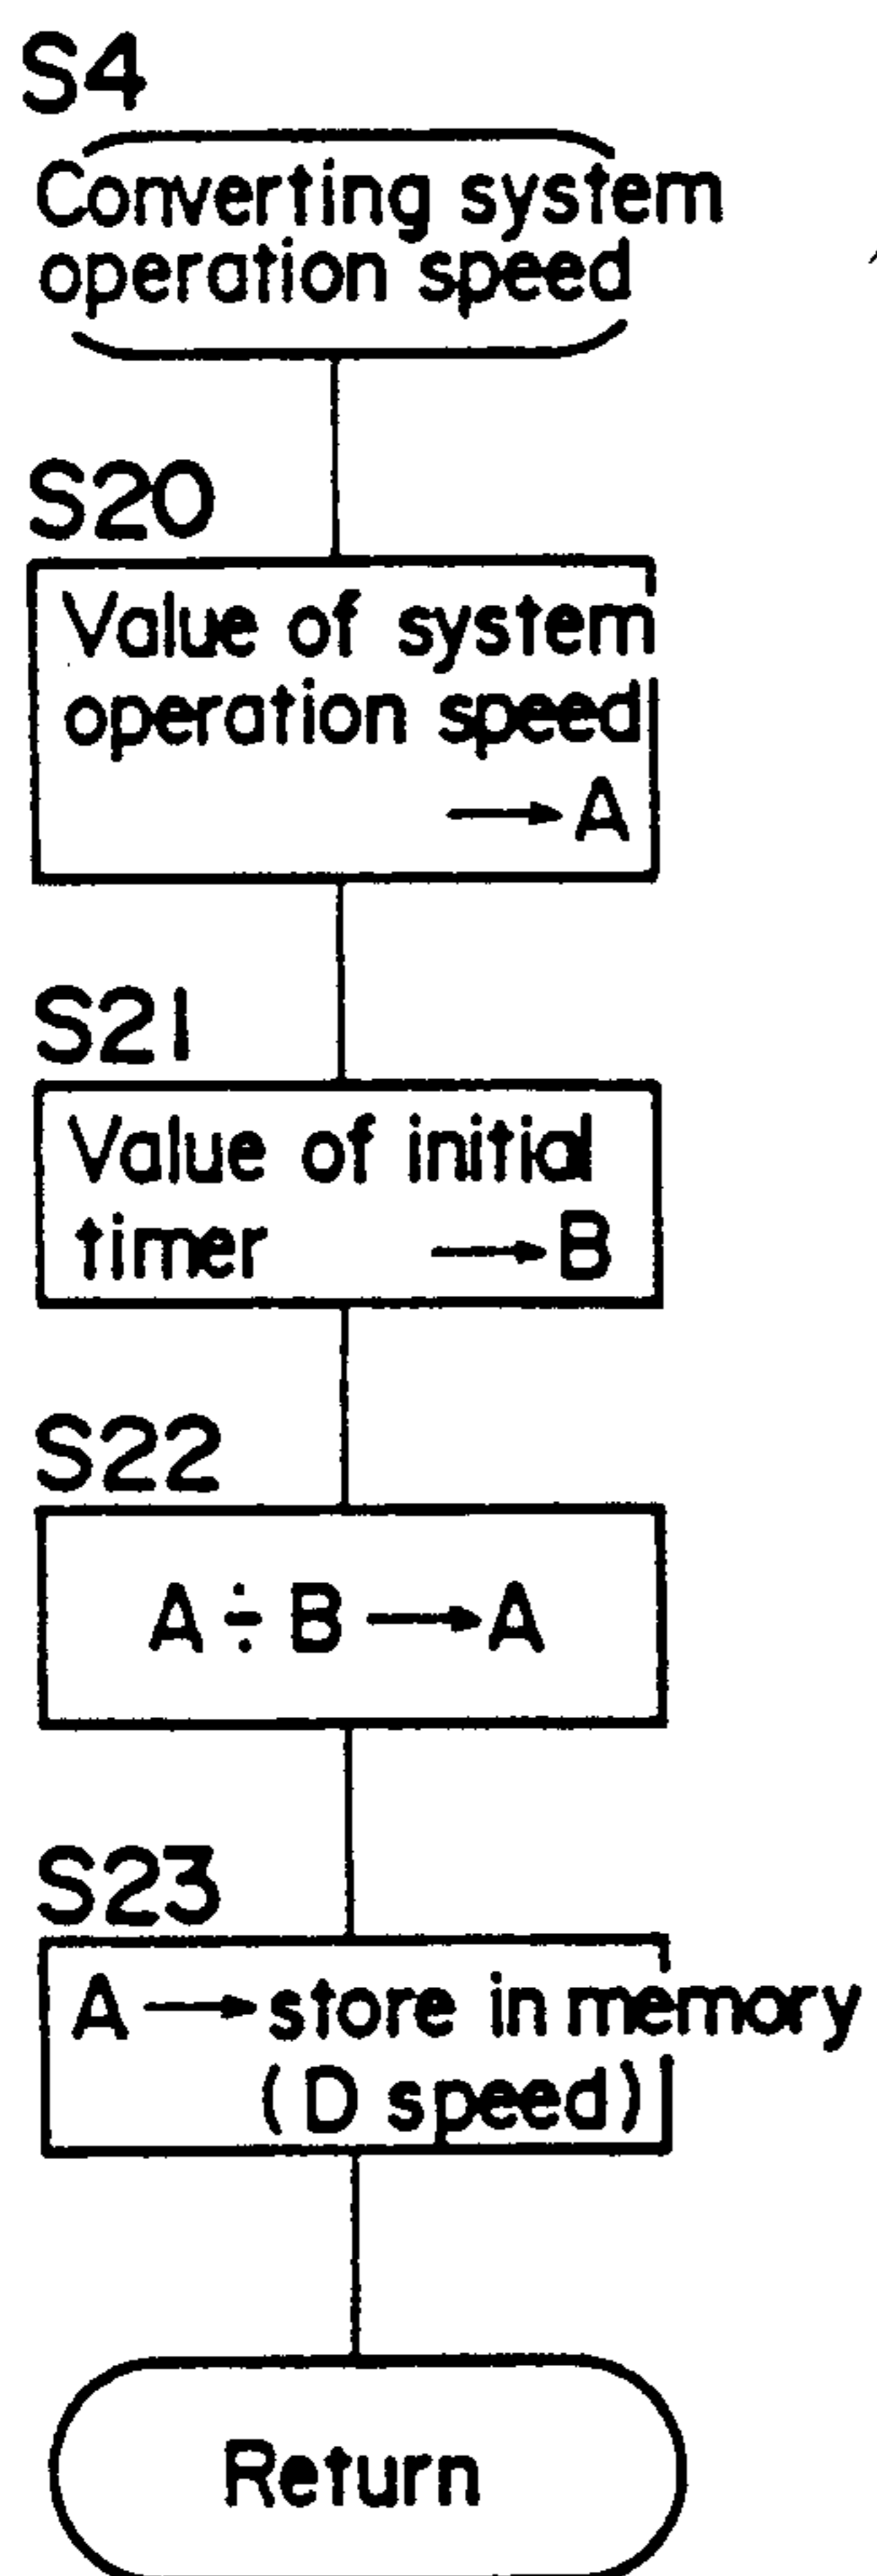 S4
Converting system
operation speed
S20
Value of system
operation speed
→ A
S21
Value of initial
timer → B
S22
A ÷ B → A
S23
A → store in memory
(D speed)
Return